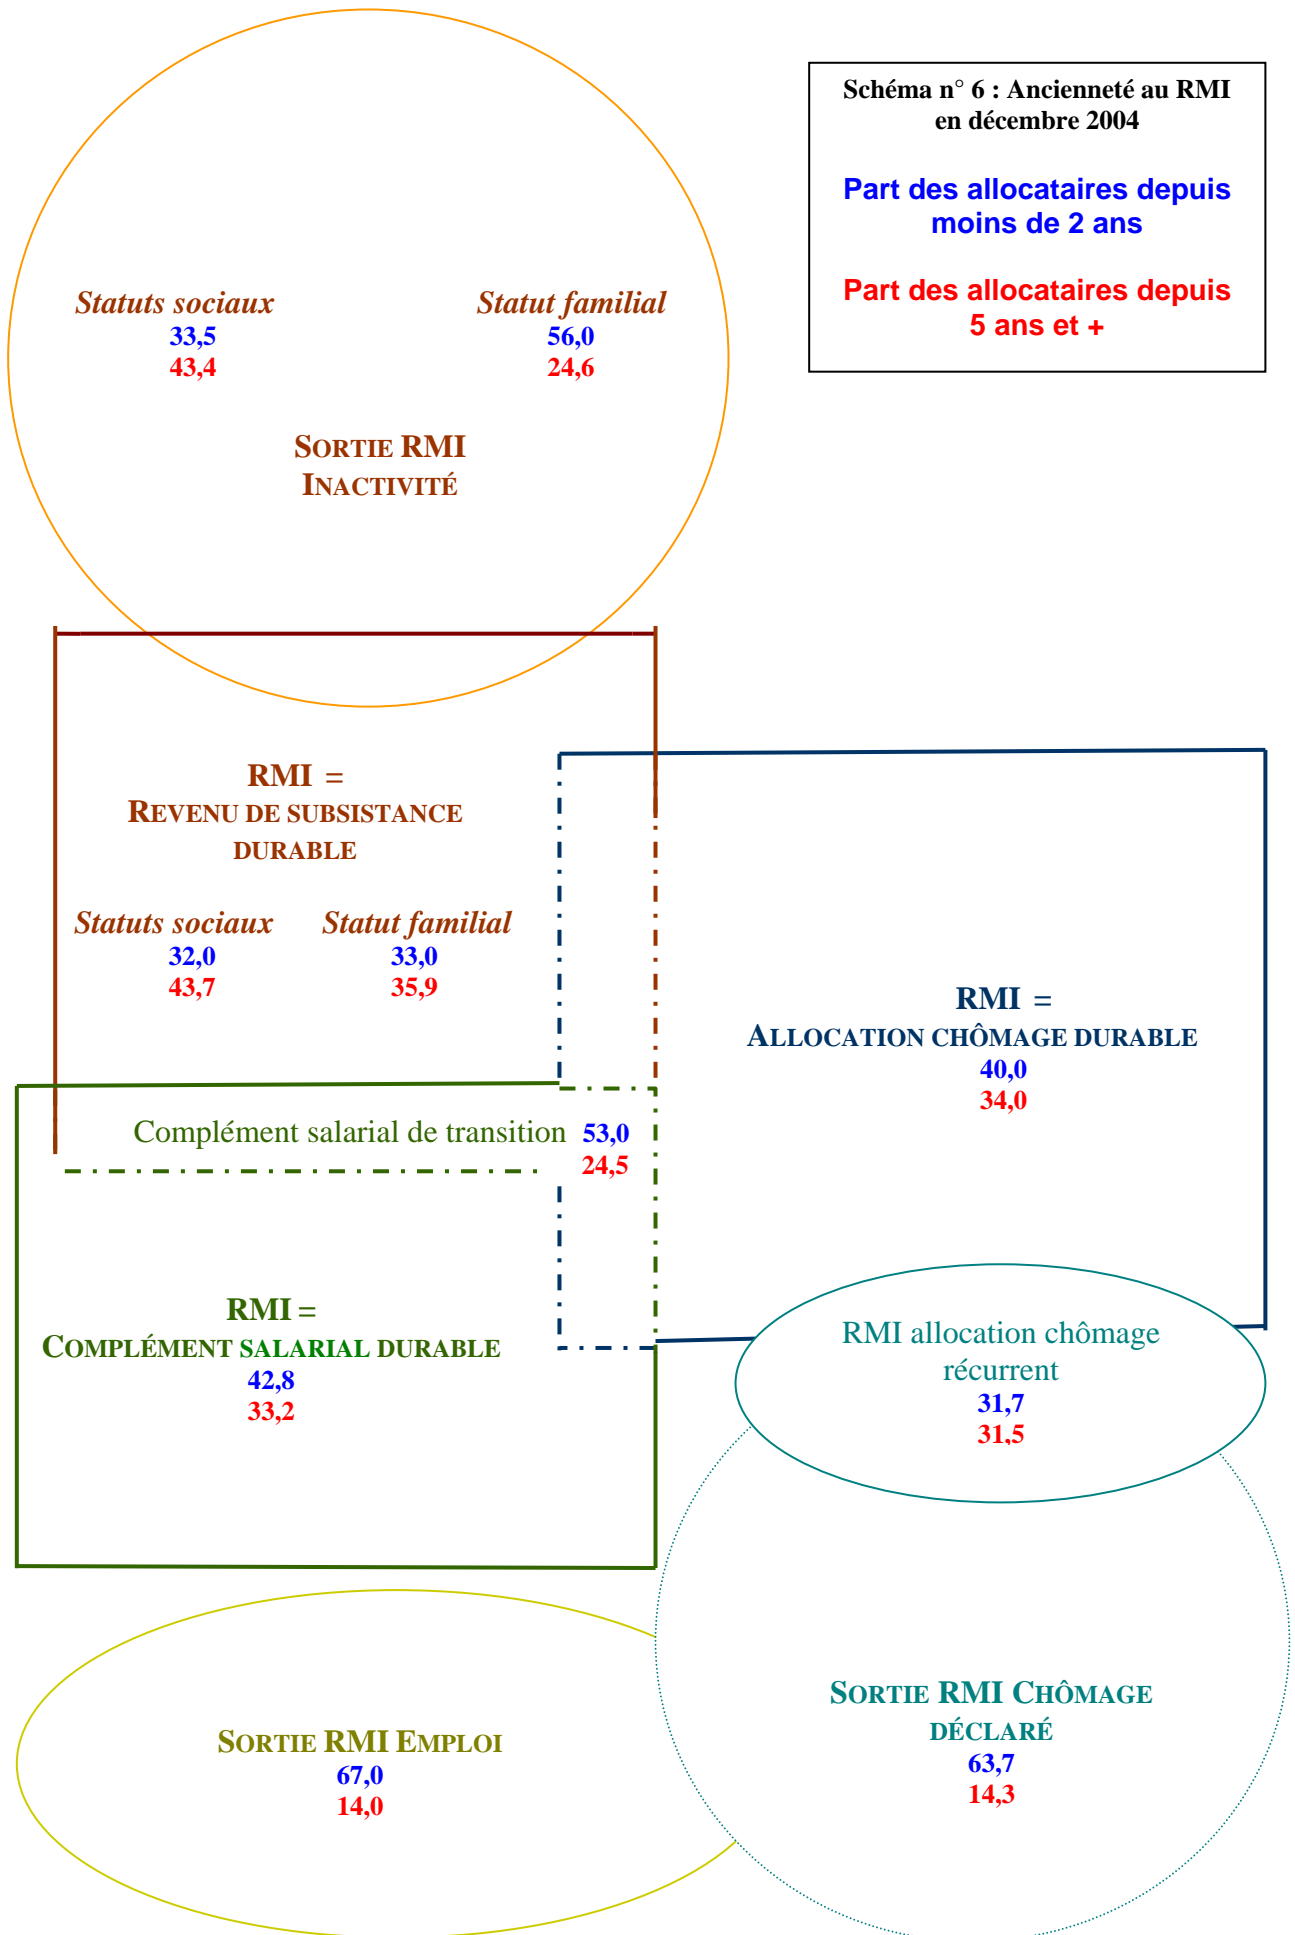 Schéma n° 6 : Ancienneté au RMI
en décembre 2004
Part des allocataires depuis
moins de 2 ans
Part des allocataires depuis
5 ans et +
Statuts sociaux
33,5
43,4
Statut familial
56,0
24,6
SORTIE RMI
INACTIVITÉ
RMI =
REVENU DE SUBSISTANCE
DURABLE
Statuts sociaux
32,0
43,7
Statut familial
33,0
35,9
RMI =
ALLOCATION CHÔMAGE DURABLE
40,0
34,0
Complément salarial de transition
53,0
24,5
RMI =
COMPLÉMENT SALARIAL DURABLE
42,8
33,2
RMI allocation chômage
récurrent
31,7
31,5
SORTIE RMI CHÔMAGE
DÉCLARÉ
63,7
14,3
SORTIE RMI EMPLOI
67,0
14,0